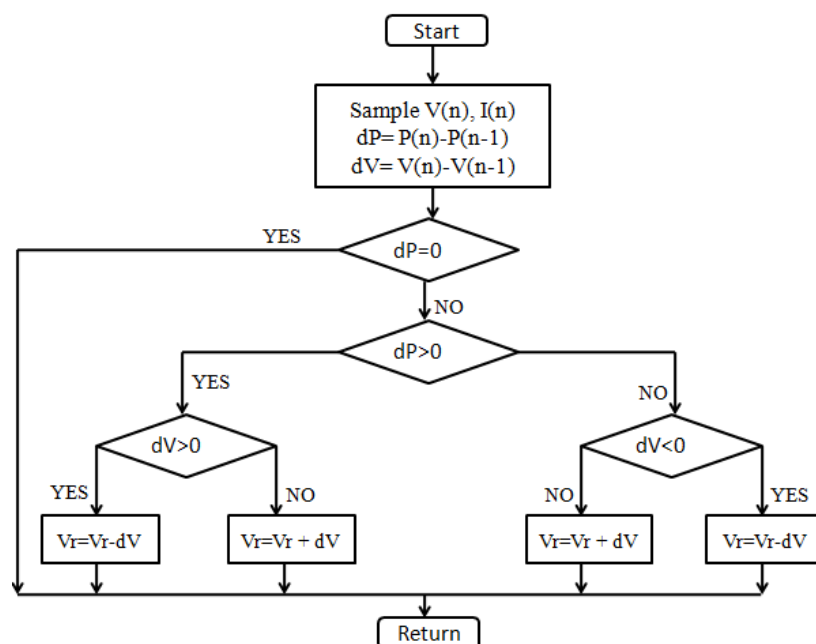 Start
Sample V(n), I(n)
dP= P(n)-P(n-1)
dV= V(n)-V(n-1)
YES
dP=0
NO
dP>0
YES
NO
dV>0
dV<0
YES
NO
NO
YES
Vr=Vr-dV
Vr=Vr + dV
Vr=Vr + dV
Vr=Vr-dV
Return